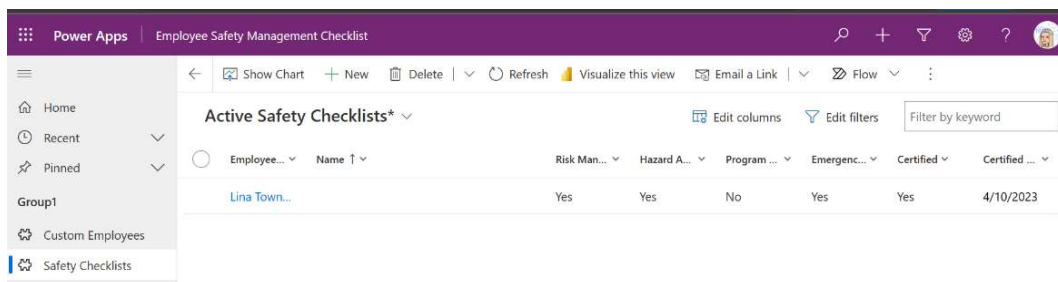 Power Apps Employee Safety Management Checklist
Show Chart New Delete Refresh Visualize this view Email a Link Flow
Home
Recent
Pinned
Group1
Custom Employees
Safety Checklists
Active Safety Checklists* Edit columns Edit filters Filter by keyword
Employee... Name ↑ Risk Man... Hazard A... Program ... Emergenc... Certified Certified ...
Lina Town... Yes Yes No Yes Yes 4/10/2023